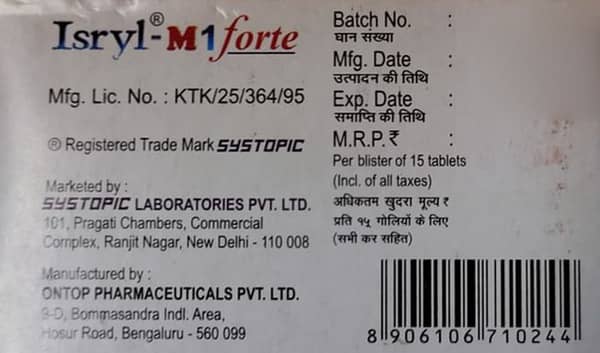 Isryl®-M1forte
Mfg. Lic. No. : KTK/25/364/95
® Registered Trade Mark SYSTOPIC
Marketed by :
SYSTOPIC LABORATORIES PVT. LTD.
101, Pragati Chambers, Commercial
Complex, Ranjit Nagar, New Delhi - 110 008
Manufactured by :
ONTOP PHARMACEUTICALS PVT. LTD.
Bommasandra Indl. Area,
Hosur Road, Bengaluru - 560 099
Batch No. :
घान संख्या
Mfg. Date :
उत्पादन की तिथि
Exp. Date :
समाप्ति की तिथि
M.R.P.₹ :
Per blister of 15 tablets
(Incl. of all taxes)
अधिकतम खुदरा मूल्य ₹
प्रति १५ गोलियों के लिए
(सभी कर सहित)
8 906106 710244